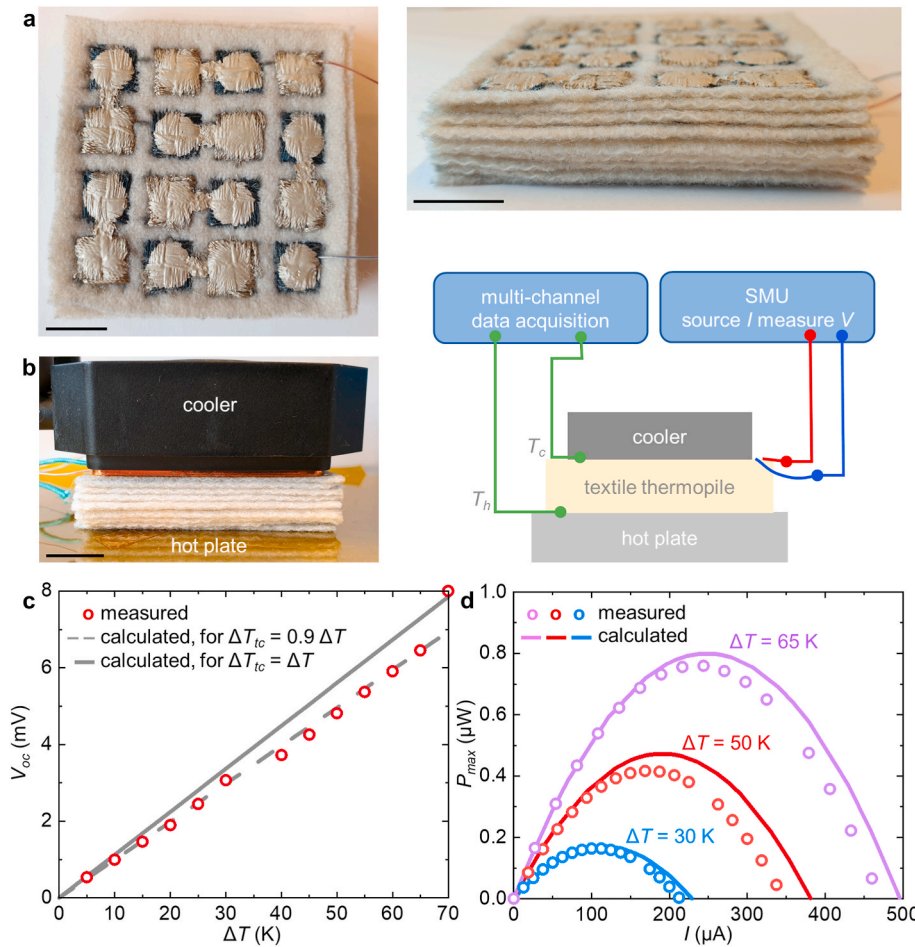 a
b
cooler
hot plate
multi-channel
data acquisition
SMU
source I measure V
T_c
cooler
textile thermopile
T_h
hot plate
c
8
6
4
2
0
V_oc (mV)
measured
calculated, for ΔT_tc = 0.9 ΔT
calculated, for ΔT_tc = ΔT
0 10 20 30 40 50 60 70
ΔT (K)
d
1.0
0.8
0.6
0.4
0.2
0.0
P_max (µW)
measured
calculated
ΔT = 65 K
ΔT = 50 K
ΔT = 30 K
0 100 200 300 400 500
I (µA)